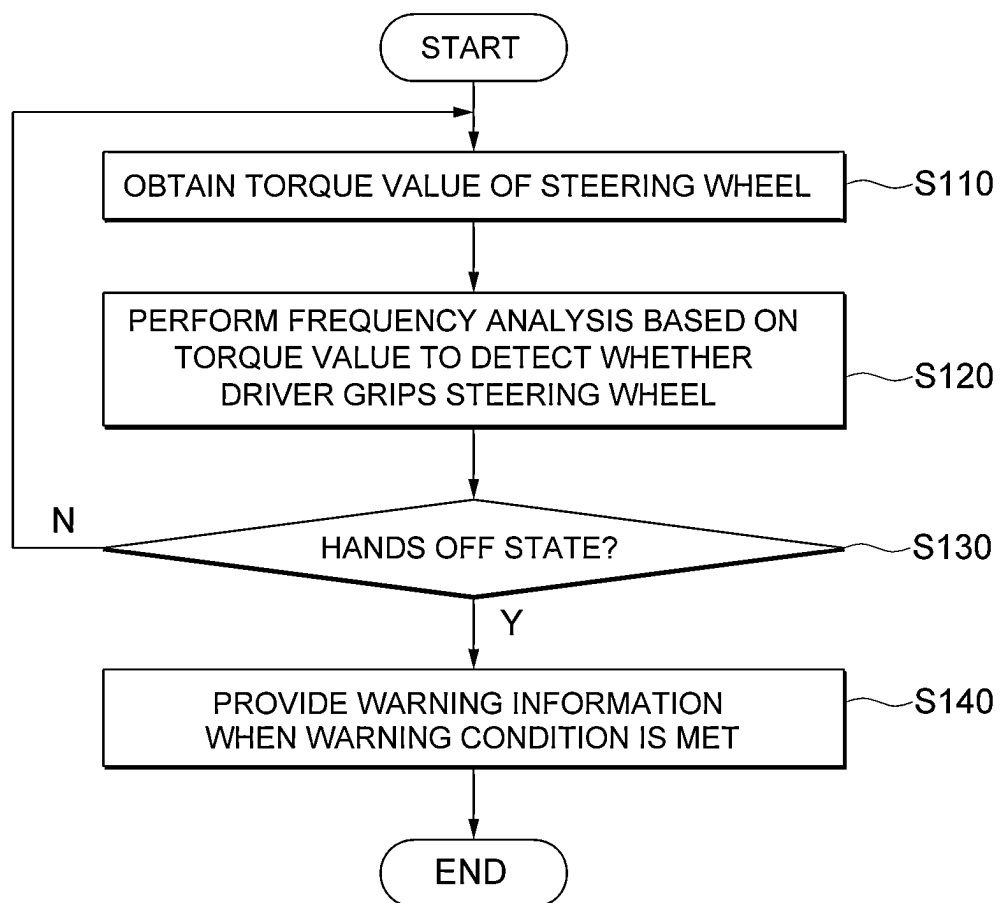 START
OBTAIN TORQUE VALUE OF STEERING WHEEL
S110
PERFORM FREQUENCY ANALYSIS BASED ON
TORQUE VALUE TO DETECT WHETHER
DRIVER GRIPS STEERING WHEEL
S120
N
HANDS OFF STATE?
S130
Y
PROVIDE WARNING INFORMATION
WHEN WARNING CONDITION IS MET
S140
END